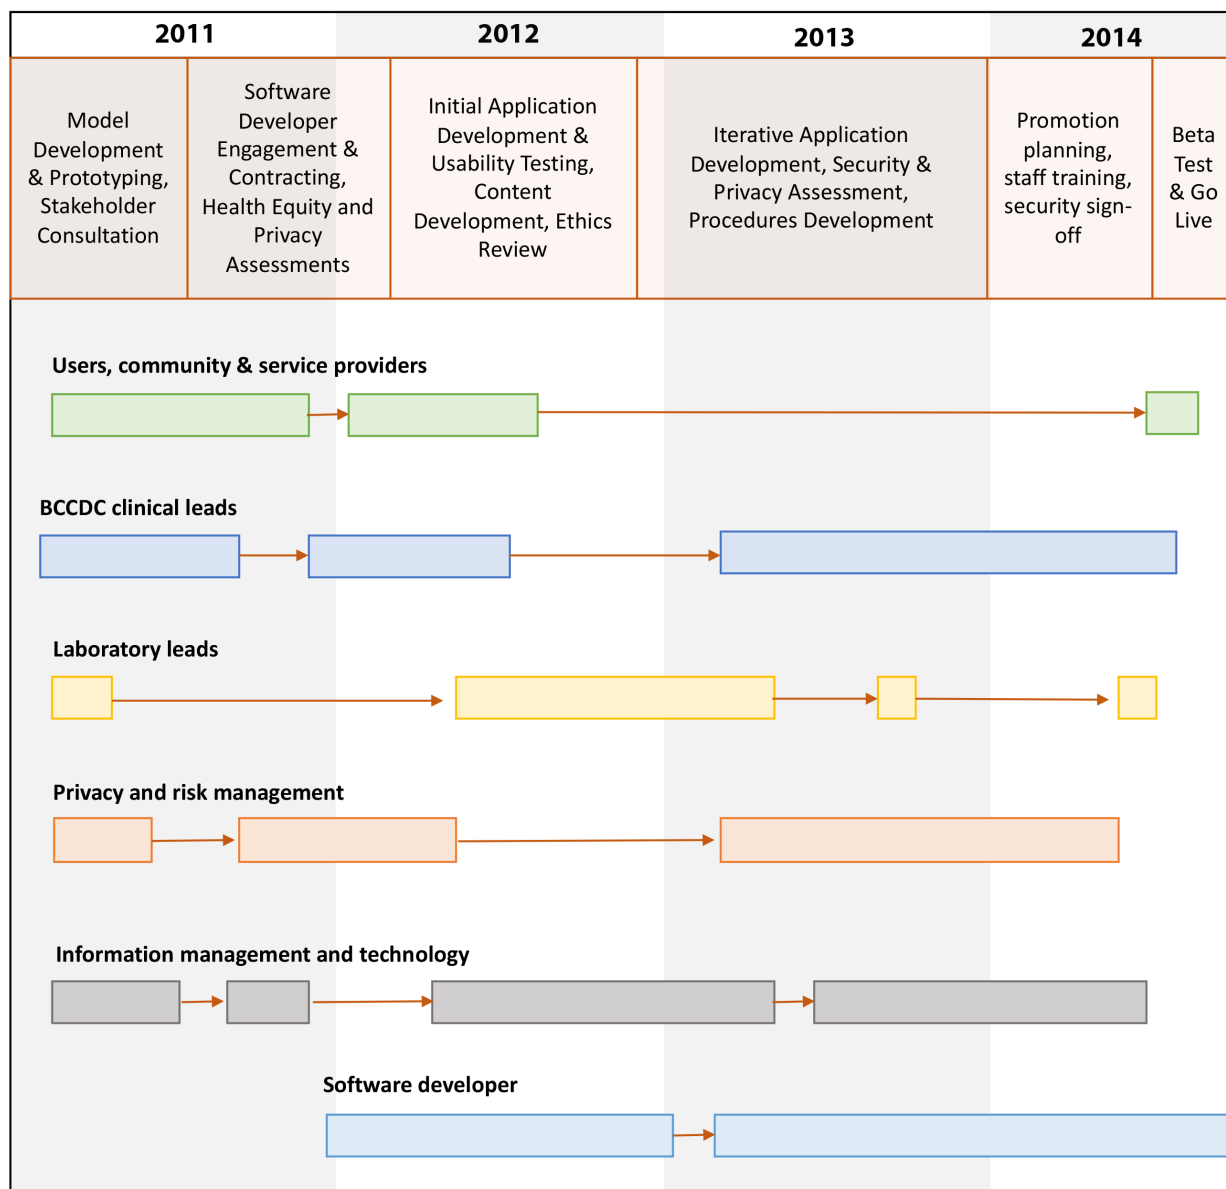 2011
2012
2013
2014
Model
Development
& Prototyping,
Stakeholder
Consultation
Software
Developer
Engagement &
Contracting,
Health Equity and
Privacy
Assessments
Initial Application
Development &
Usability Testing,
Content
Development, Ethics
Review
Iterative Application
Development, Security &
Privacy Assessment,
Procedures Development
Promotion
planning,
staff training,
security sign-
off
Beta
Test
& Go
Live
Users, community & service providers
BCCDC clinical leads
Laboratory leads
Privacy and risk management
Information management and technology
Software developer